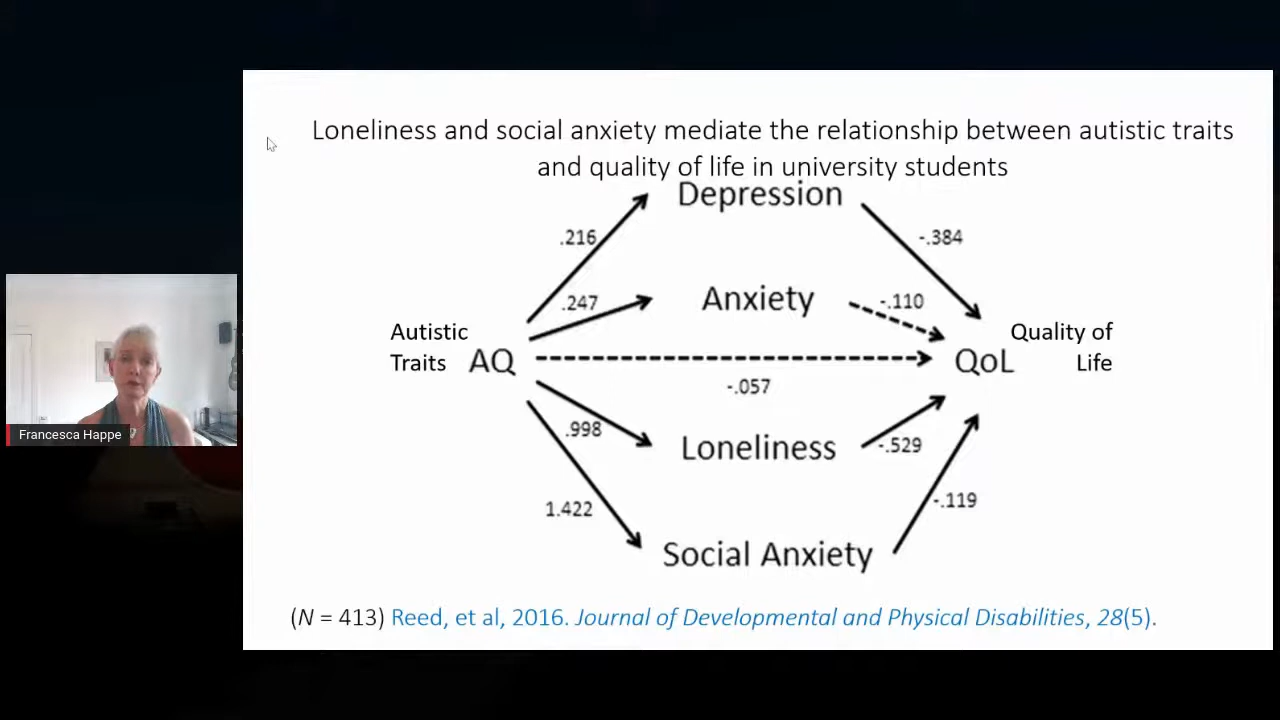 Loneliness and social anxiety mediate the relationship between autistic traits
and quality of life in university students
Depression
.216
-.384
Anxiety
.247
-.110
Autistic
Traits
AQ
Quality of
Life
QoL
-.057
.998
Loneliness
-.529
1.422
-.119
Social Anxiety
(N = 413) Reed, et al, 2016. Journal of Developmental and Physical Disabilities, 28(5).
Francesca Happe